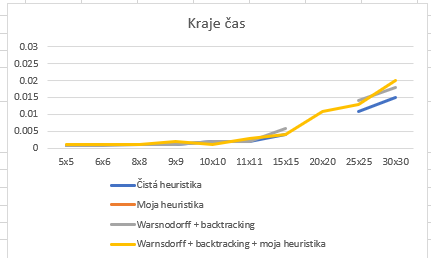 Kraje čas
0.03
0.025
0.02
0.015
0.01
0.005
0
5x5 6x6 8x8 9x9 10x10 11x11 15x15 20x20 25x25 30x30
Čistá heuristika
Moja heuristika
Warsnodorff + backtracking
Warnsdorff + backtracking + moja heuristika